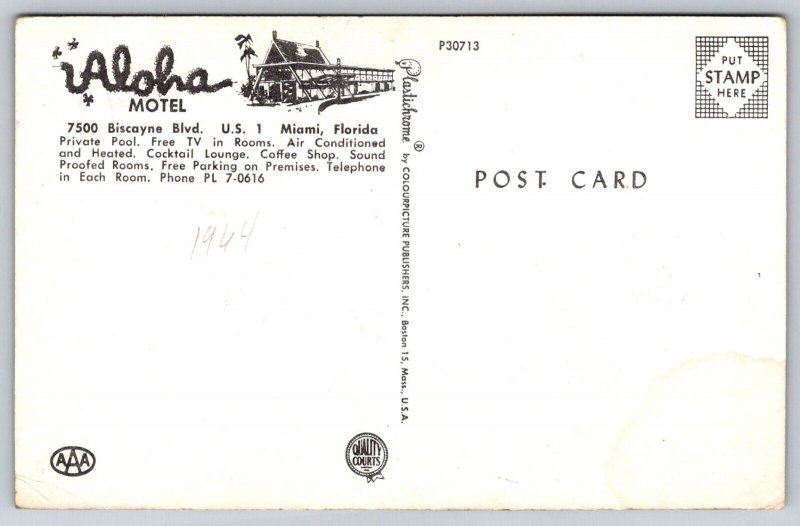 Aloha
MOTEL
7500 Biscayne Blvd. U.S. 1 Miami, Florida
Private Pool. Free TV in Rooms. Air Conditioned
and Heated. Cocktail Lounge. Coffee Shop. Sound
Proofed Rooms. Free Parking on Premises. Telephone
in Each Room. Phone PL 7-0616
1964
AAA
QUALITY
COURTS
Plastichrome ® by COLOURPICTURE PUBLISHERS, INC., Boston 15, Mass., U.S.A.
P30713
PUT
STAMP
HERE
POST CARD